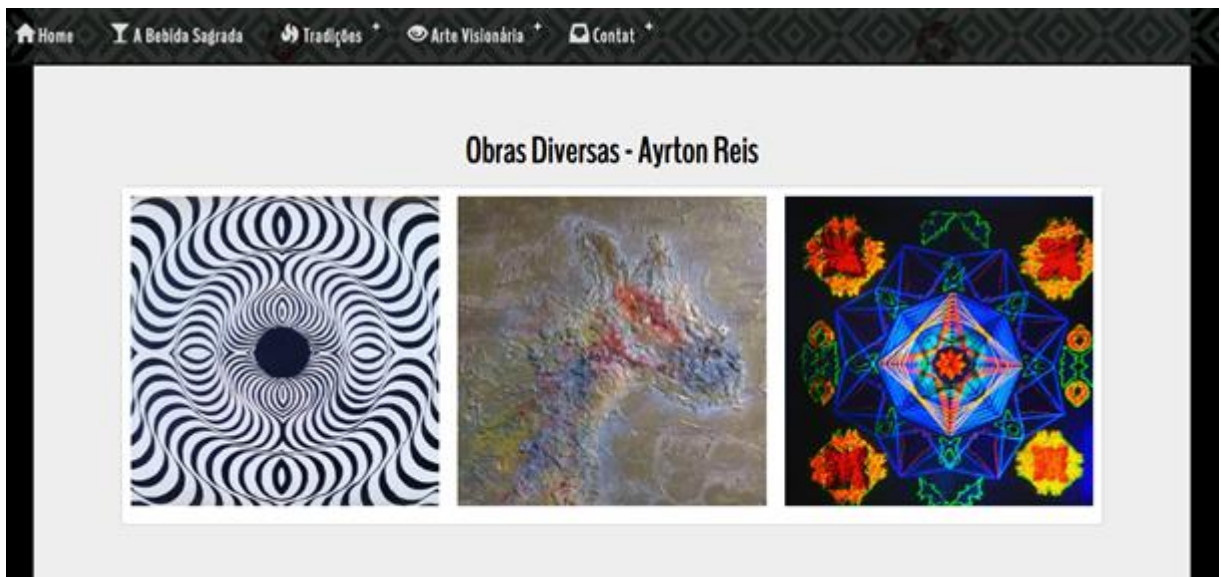 Home A Bebida Sagrada Tradições + Arte Visionária + Contat +
Obras Diversas - Ayrton Reis